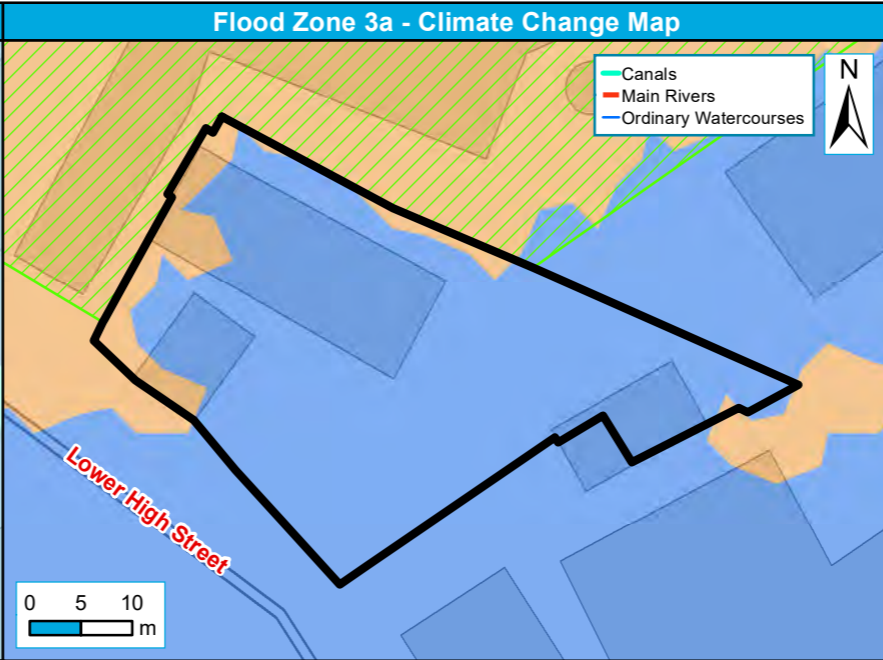 Flood Zone 3a - Climate Change Map
Canals
Main Rivers
Ordinary Watercourses
N
Lower High Street
0 5 10
m